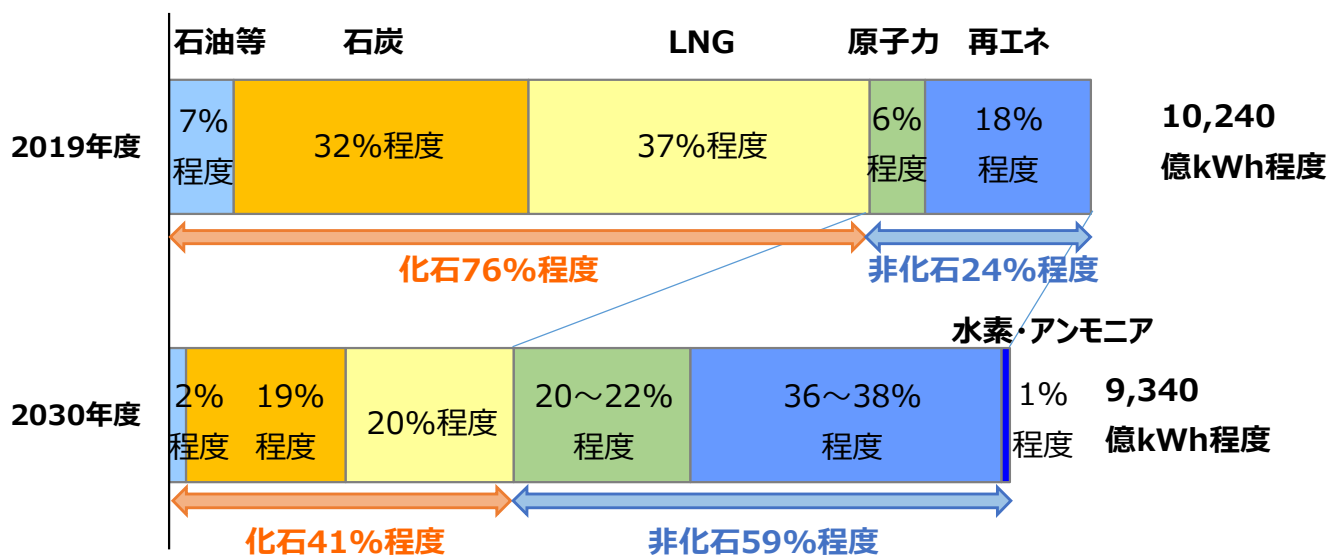 石油等 石炭 LNG 原子力 再エネ
2019年度
7%
程度
32%程度
37%程度
6%
程度
18%
程度
10,240
億kWh程度
化石76%程度
非化石24%程度
水素・アンモニア
2030年度
2%
程度
19%
程度
20%程度
20～22%
程度
36～38%
程度
1%
程度
9,340
億kWh程度
化石41%程度
非化石59%程度